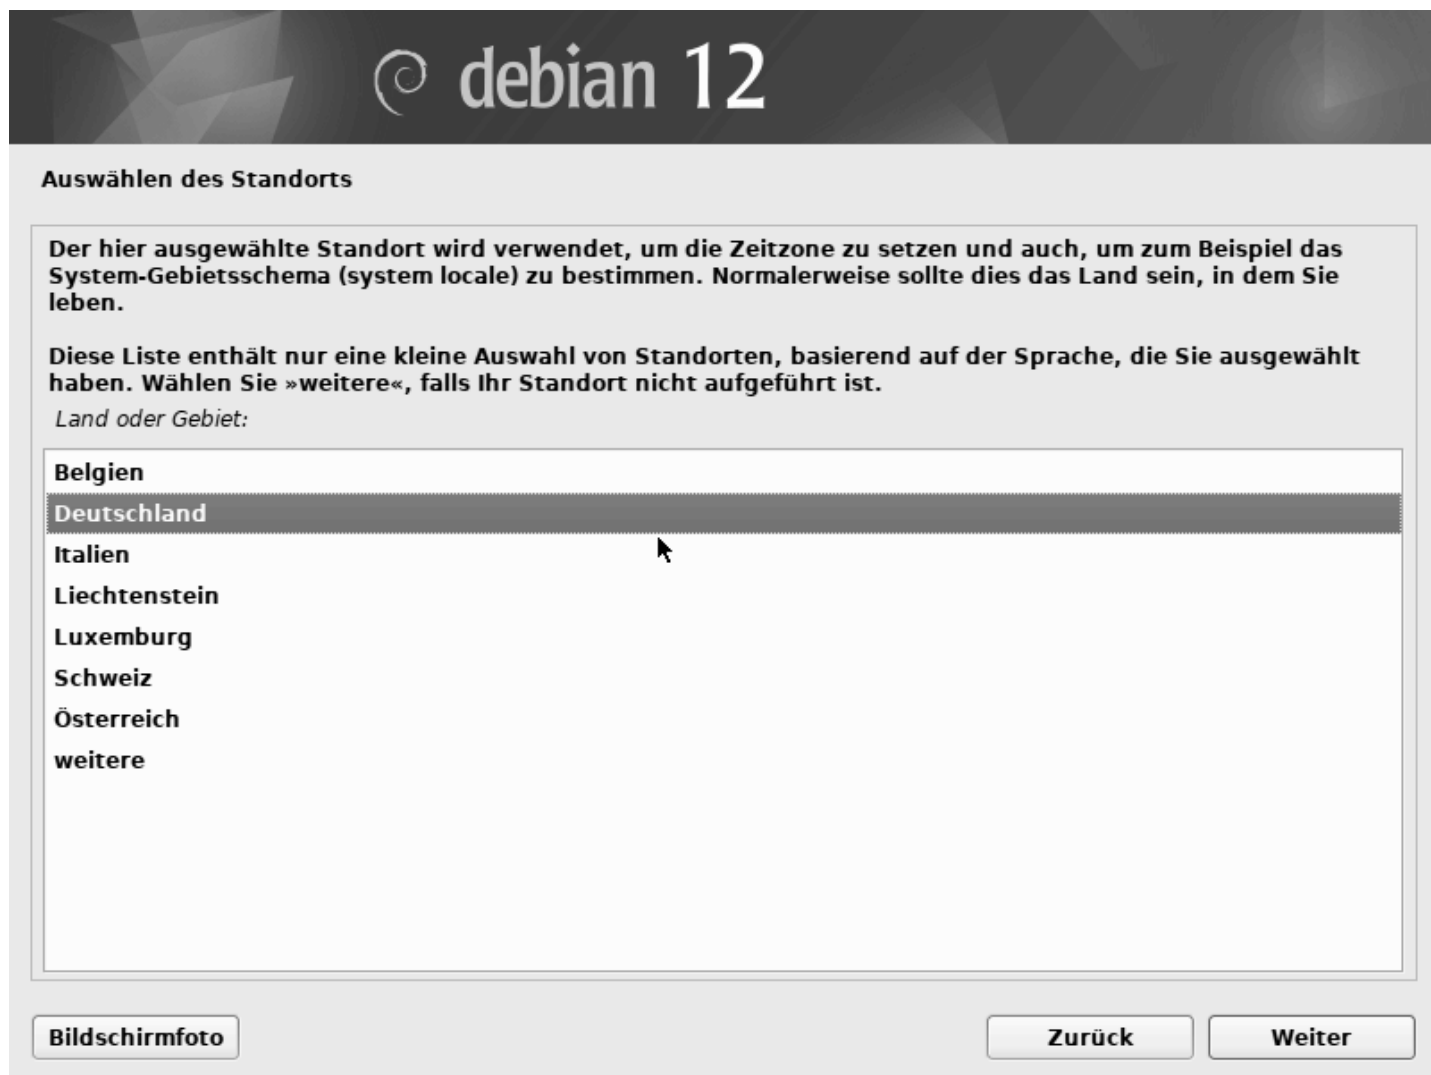 debian 12
Auswählen des Standorts
Der hier ausgewählte Standort wird verwendet, um die Zeitzone zu setzen und auch, um zum Beispiel das
System-Gebietsschema (system locale) zu bestimmen. Normalerweise sollte dies das Land sein, in dem Sie
leben.
Diese Liste enthält nur eine kleine Auswahl von Standorten, basierend auf der Sprache, die Sie ausgewählt
haben. Wählen Sie »weitere«, falls Ihr Standort nicht aufgeführt ist.
Land oder Gebiet:
Belgien
Deutschland
Italien
Liechtenstein
Luxemburg
Schweiz
Österreich
weitere
Bildschirmfoto
Zurück
Weiter